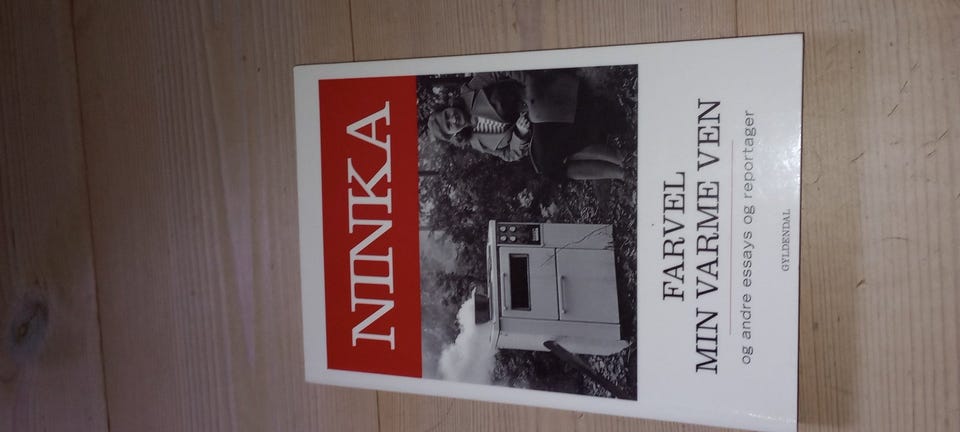 NINKA
FARVEL
MIN VARME VEN
og andre essays og reportager
GYLDENDAL